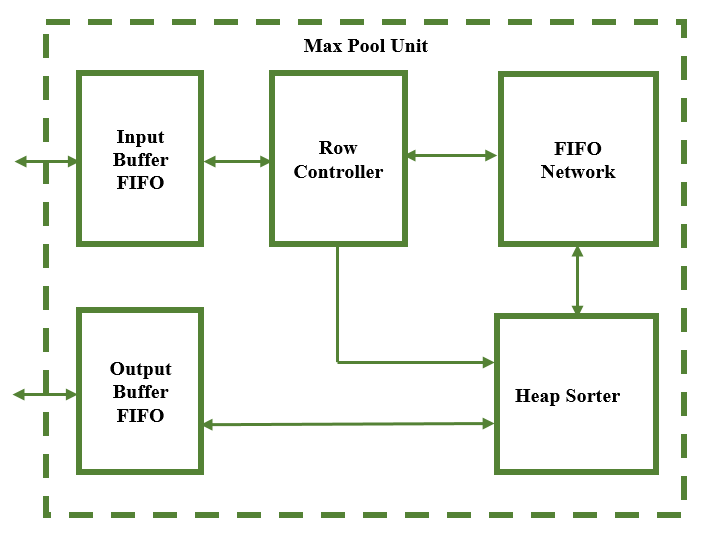 Max Pool Unit
Input
Buffer
FIFO
Row
Controller
FIFO
Network
Output
Buffer
FIFO
Heap Sorter